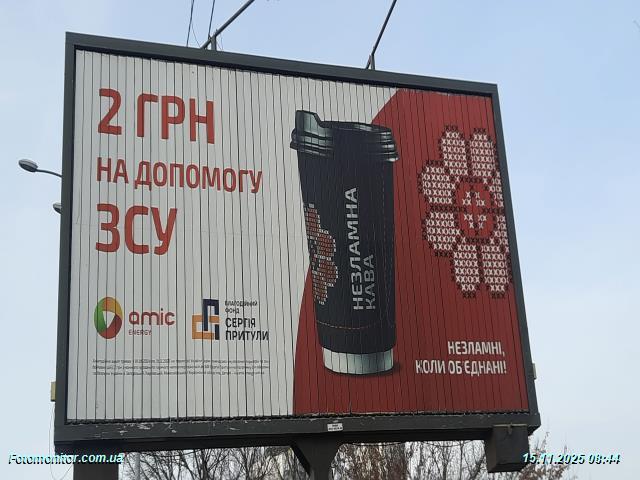 2 ГРН
НА ДОПОМОГУ
ЗСУ
НЕЗЛАМНА
КАВА
amic
ENERGY
БЛАГОДІЙНИЙ
ФОНД
СЕРГІЯ
ПРИТУЛИ
НЕЗЛАМНІ,
КОЛИ ОБ'ЄДНАНІ!
Fotomonitor.com.ua
15.11.2025 08:44